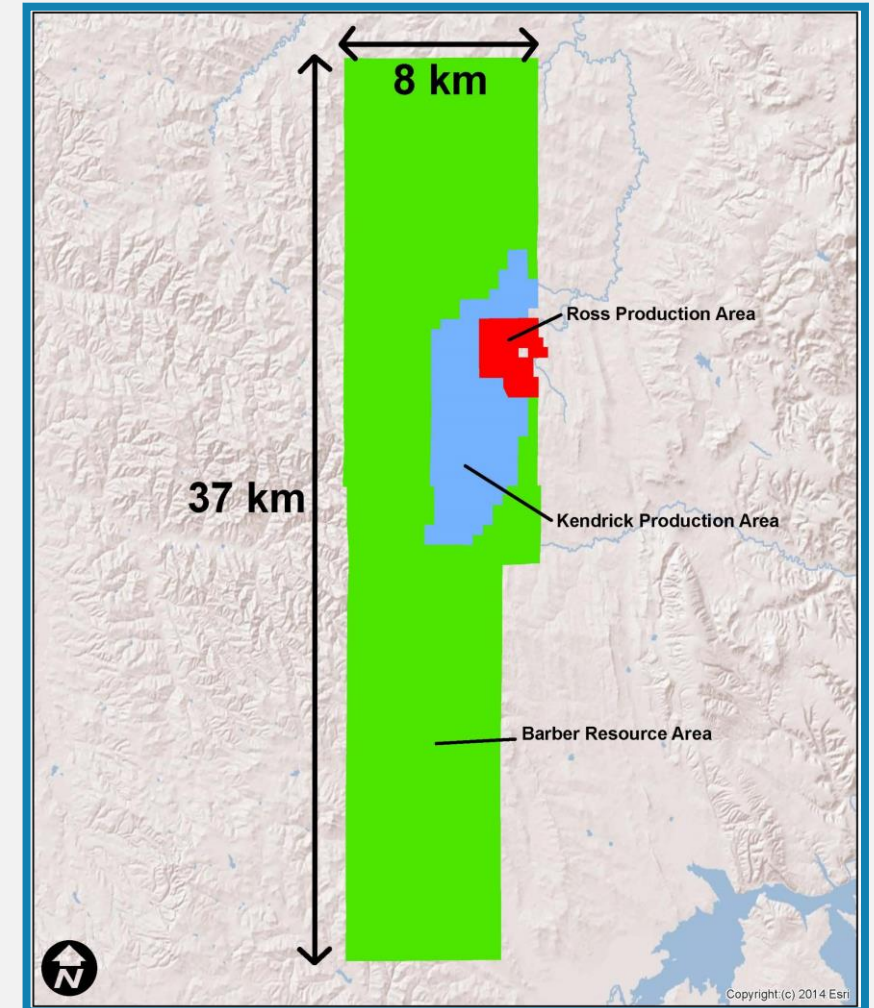 8 km
Ross Production Area
37 km
Kendrick Production Area
Barber Resource Area
N
Copyright:(c) 2014 Esri